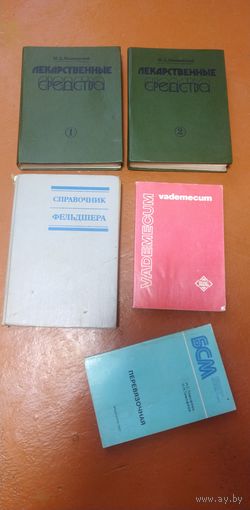 М.Д. Машковский
ЛЕКАРСТВЕННЫЕ
СРЕДСТВА
1
М.Д. Машковский
ЛЕКАРСТВЕННЫЕ
СРЕДСТВА
2
СПРАВОЧНИК
ФЕЛЬДШЕРА
vademecum
VADEMECUM
БСМ
ПЕРЕВЯЗОЧНАЯ
www.ay.by